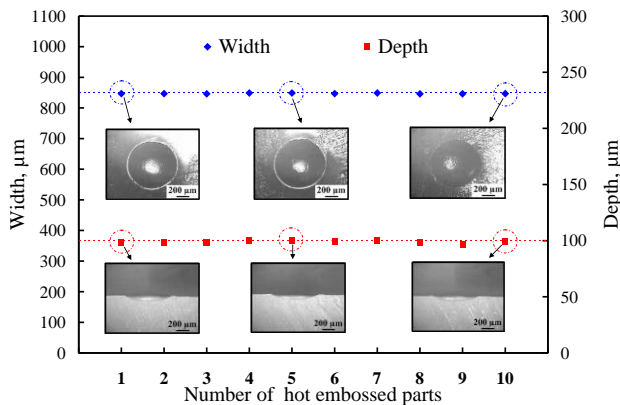 1100
1000
900
800
700
600
500
400
300
200
100
0
Width, µm
Width
Depth
300
250
200
150
100
50
0
Depth, µm
200 µm
200 µm
200 µm
200 µm
200 µm
200 µm
1 2 3 4 5 6 7 8 9 10
Number of hot embossed parts